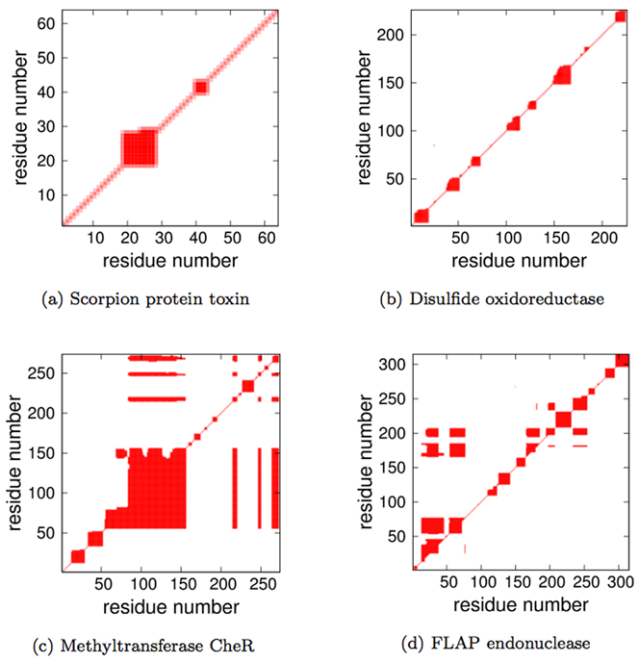 60
50
40
30
20
10
10 20 30 40 50 60
residue number
residue number
(a) Scorpion protein toxin
200
150
100
50
50 100 150 200
residue number
residue number
(b) Disulfide oxidoreductase
250
200
150
100
50
50 100 150 200 250
residue number
residue number
(c) Methyltransferase CheR
300
250
200
150
100
50
50 100 150 200 250 300
residue number
residue number
(d) FLAP endonuclease